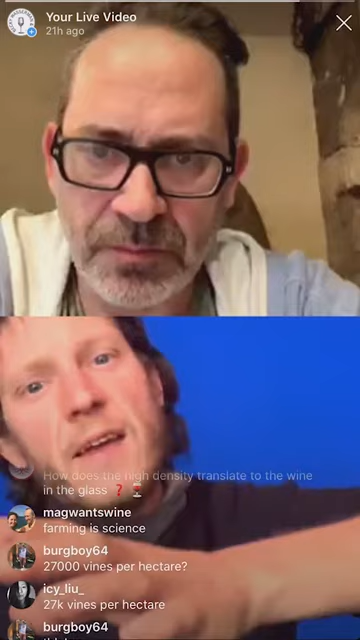 Your Live Video
21h ago
How does the high density translate to the wine
in the glass ❓ 🍷
magwantswine
farming is science
burgboy64
27000 vines per hectare?
icy_liu_
27k vines per hectare
burgboy64